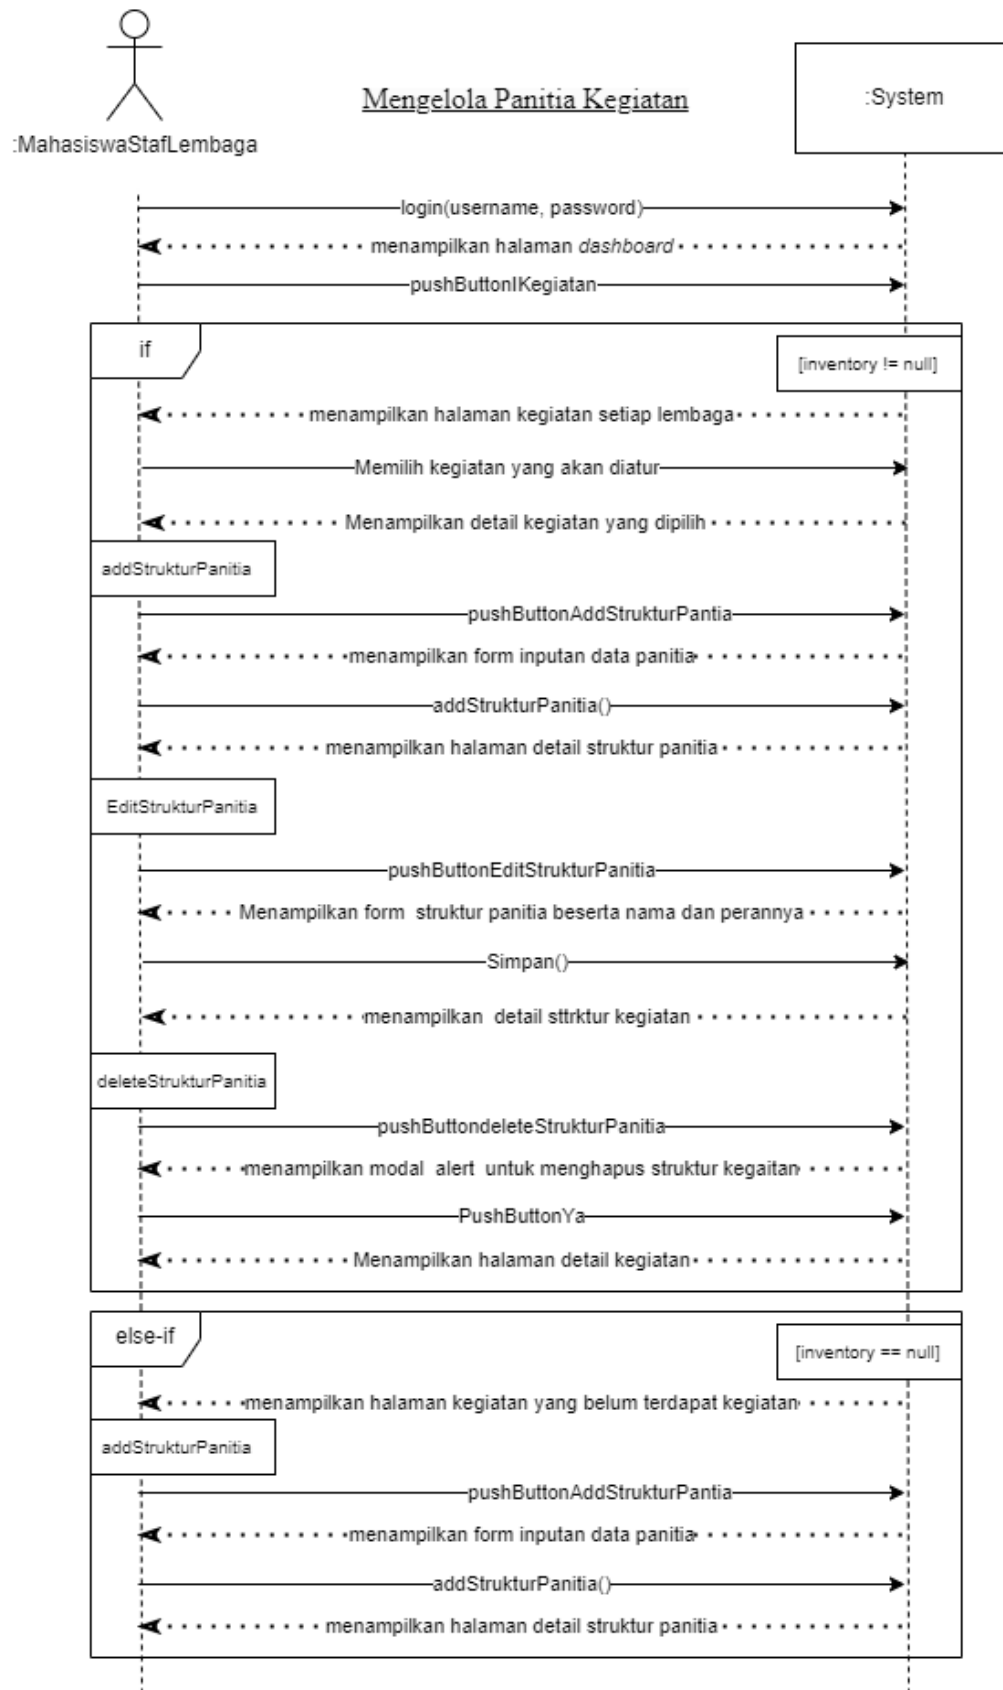 Mengelola Panitia Kegiatan
:System
:MahasiswaStafLembaga
login(username, password)
menampilkan halaman dashboard
pushButtonIKegiatan
if
[inventory != null]
menampilkan halaman kegiatan setiap lembaga
Memilih kegiatan yang akan diatur
Menampilkan detail kegiatan yang dipilih
addStrukturPanitia
pushButtonAddStrukturPantia
menampilkan form inputan data panitia
addStrukturPanitia()
menampilkan halaman detail struktur panitia
EditStrukturPanitia
pushButtonEditStrukturPanitia
Menampilkan form struktur panitia beserta nama dan perannya
Simpan()
menampilkan detail sttrktur kegiatan
deleteStrukturPanitia
pushButtondeleteStrukturPanitia
menampilkan modal alert untuk menghapus struktur kegaitan
PushButtonYa
Menampilkan halaman detail kegiatan
else-if
[inventory == null]
menampilkan halaman kegiatan yang belum terdapat kegiatan
addStrukturPanitia
pushButtonAddStrukturPantia
menampilkan form inputan data panitia
addStrukturPanitia()
menampilkan halaman detail struktur panitia